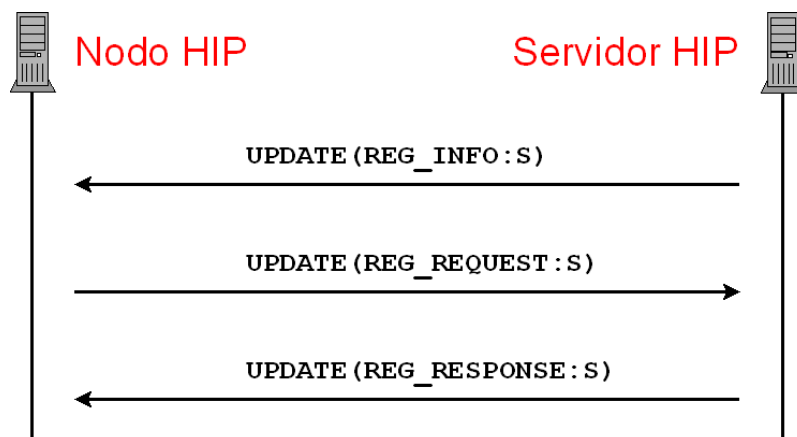 Nodo HIP
Servidor HIP
UPDATE(REG_INFO:S)
UPDATE(REG_REQUEST:S)
UPDATE(REG_RESPONSE:S)